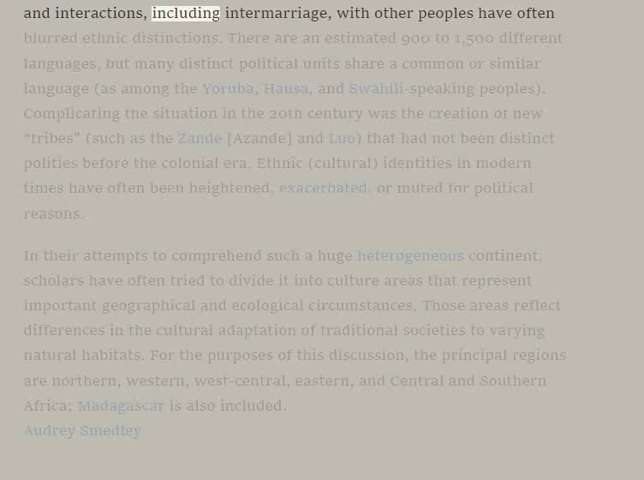 and interactions, including intermarriage, with other peoples have often
blurred ethnic distinctions. There are an estimated 900 to 1,500 different
languages, but many distinct political units share a common or similar
language (as among the Yoruba, Hausa, and Swahili-speaking peoples).
Complicating the situation in the 20th century was the creation of new
“tribes” (such as the Zande [Azande] and Luo) that had not been distinct
polities before the colonial era. Ethnic (cultural) identities in modern
times have often been heightened, exacerbated, or muted for political
reasons.
In their attempts to comprehend such a huge heterogeneous continent,
scholars have often tried to divide it into culture areas that represent
important geographical and ecological circumstances. Those areas reflect
differences in the cultural adaptation of traditional societies to varying
natural habitats. For the purposes of this discussion, the principal regions
are northern, western, west-central, eastern, and Central and Southern
Africa; Madagascar is also included.
Audrey Smedley